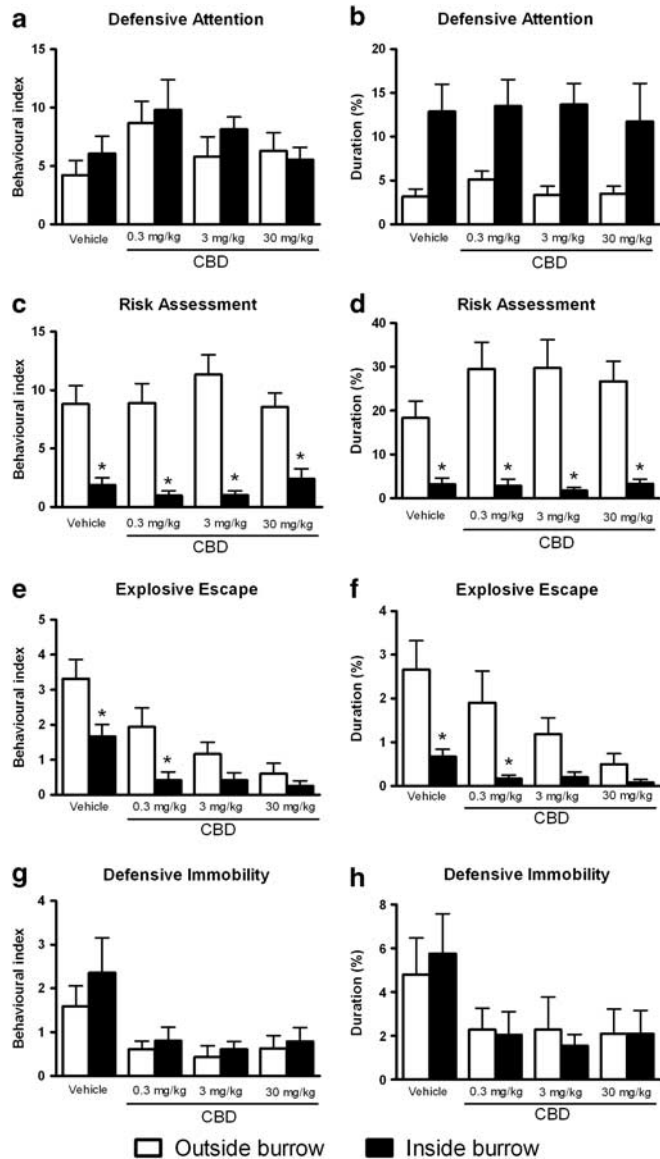 a Defensive Attention
Behavioural index
15
10
5
0
Vehicle 0.3 mg/kg 3 mg/kg 30 mg/kg
CBD
b Defensive Attention
Duration (%)
20
15
10
5
0
Vehicle 0.3 mg/kg 3 mg/kg 30 mg/kg
CBD
c Risk Assessment
Behavioural index
15
10
5
0
* * * *
Vehicle 0.3 mg/kg 3 mg/kg 30 mg/kg
CBD
d Risk Assessment
Duration (%)
40
30
20
10
0
* * * *
Vehicle 0.3 mg/kg 3 mg/kg 30 mg/kg
CBD
e Explosive Escape
Behavioural index
5
4
3
2
1
0
* *
Vehicle 0.3 mg/kg 3 mg/kg 30 mg/kg
CBD
f Explosive Escape
Duration (%)
4
3
2
1
0
* *
Vehicle 0.3 mg/kg 3 mg/kg 30 mg/kg
CBD
g Defensive Immobility
Behavioural index
4
3
2
1
0
Vehicle 0.3 mg/kg 3 mg/kg 30 mg/kg
CBD
h Defensive Immobility
Duration (%)
8
6
4
2
0
Vehicle 0.3 mg/kg 3 mg/kg 30 mg/kg
CBD
Outside burrow Inside burrow